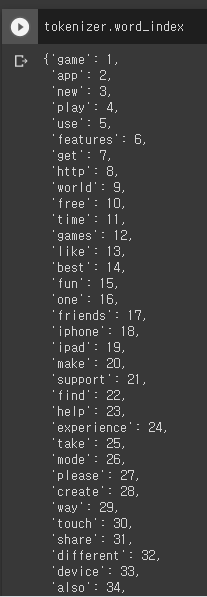 tokenizer.word_index
{'game': 1,
'app': 2,
'new': 3,
'play': 4,
'use': 5,
'features': 6,
'get': 7,
'http': 8,
'world': 9,
'free': 10,
'time': 11,
'games': 12,
'like': 13,
'best': 14,
'fun': 15,
'one': 16,
'friends': 17,
'iphone': 18,
'ipad': 19,
'make': 20,
'support': 21,
'find': 22,
'help': 23,
'experience': 24,
'take': 25,
'mode': 26,
'please': 27,
'create': 28,
'way': 29,
'touch': 30,
'share': 31,
'different': 32,
'device': 33,
'also': 34,